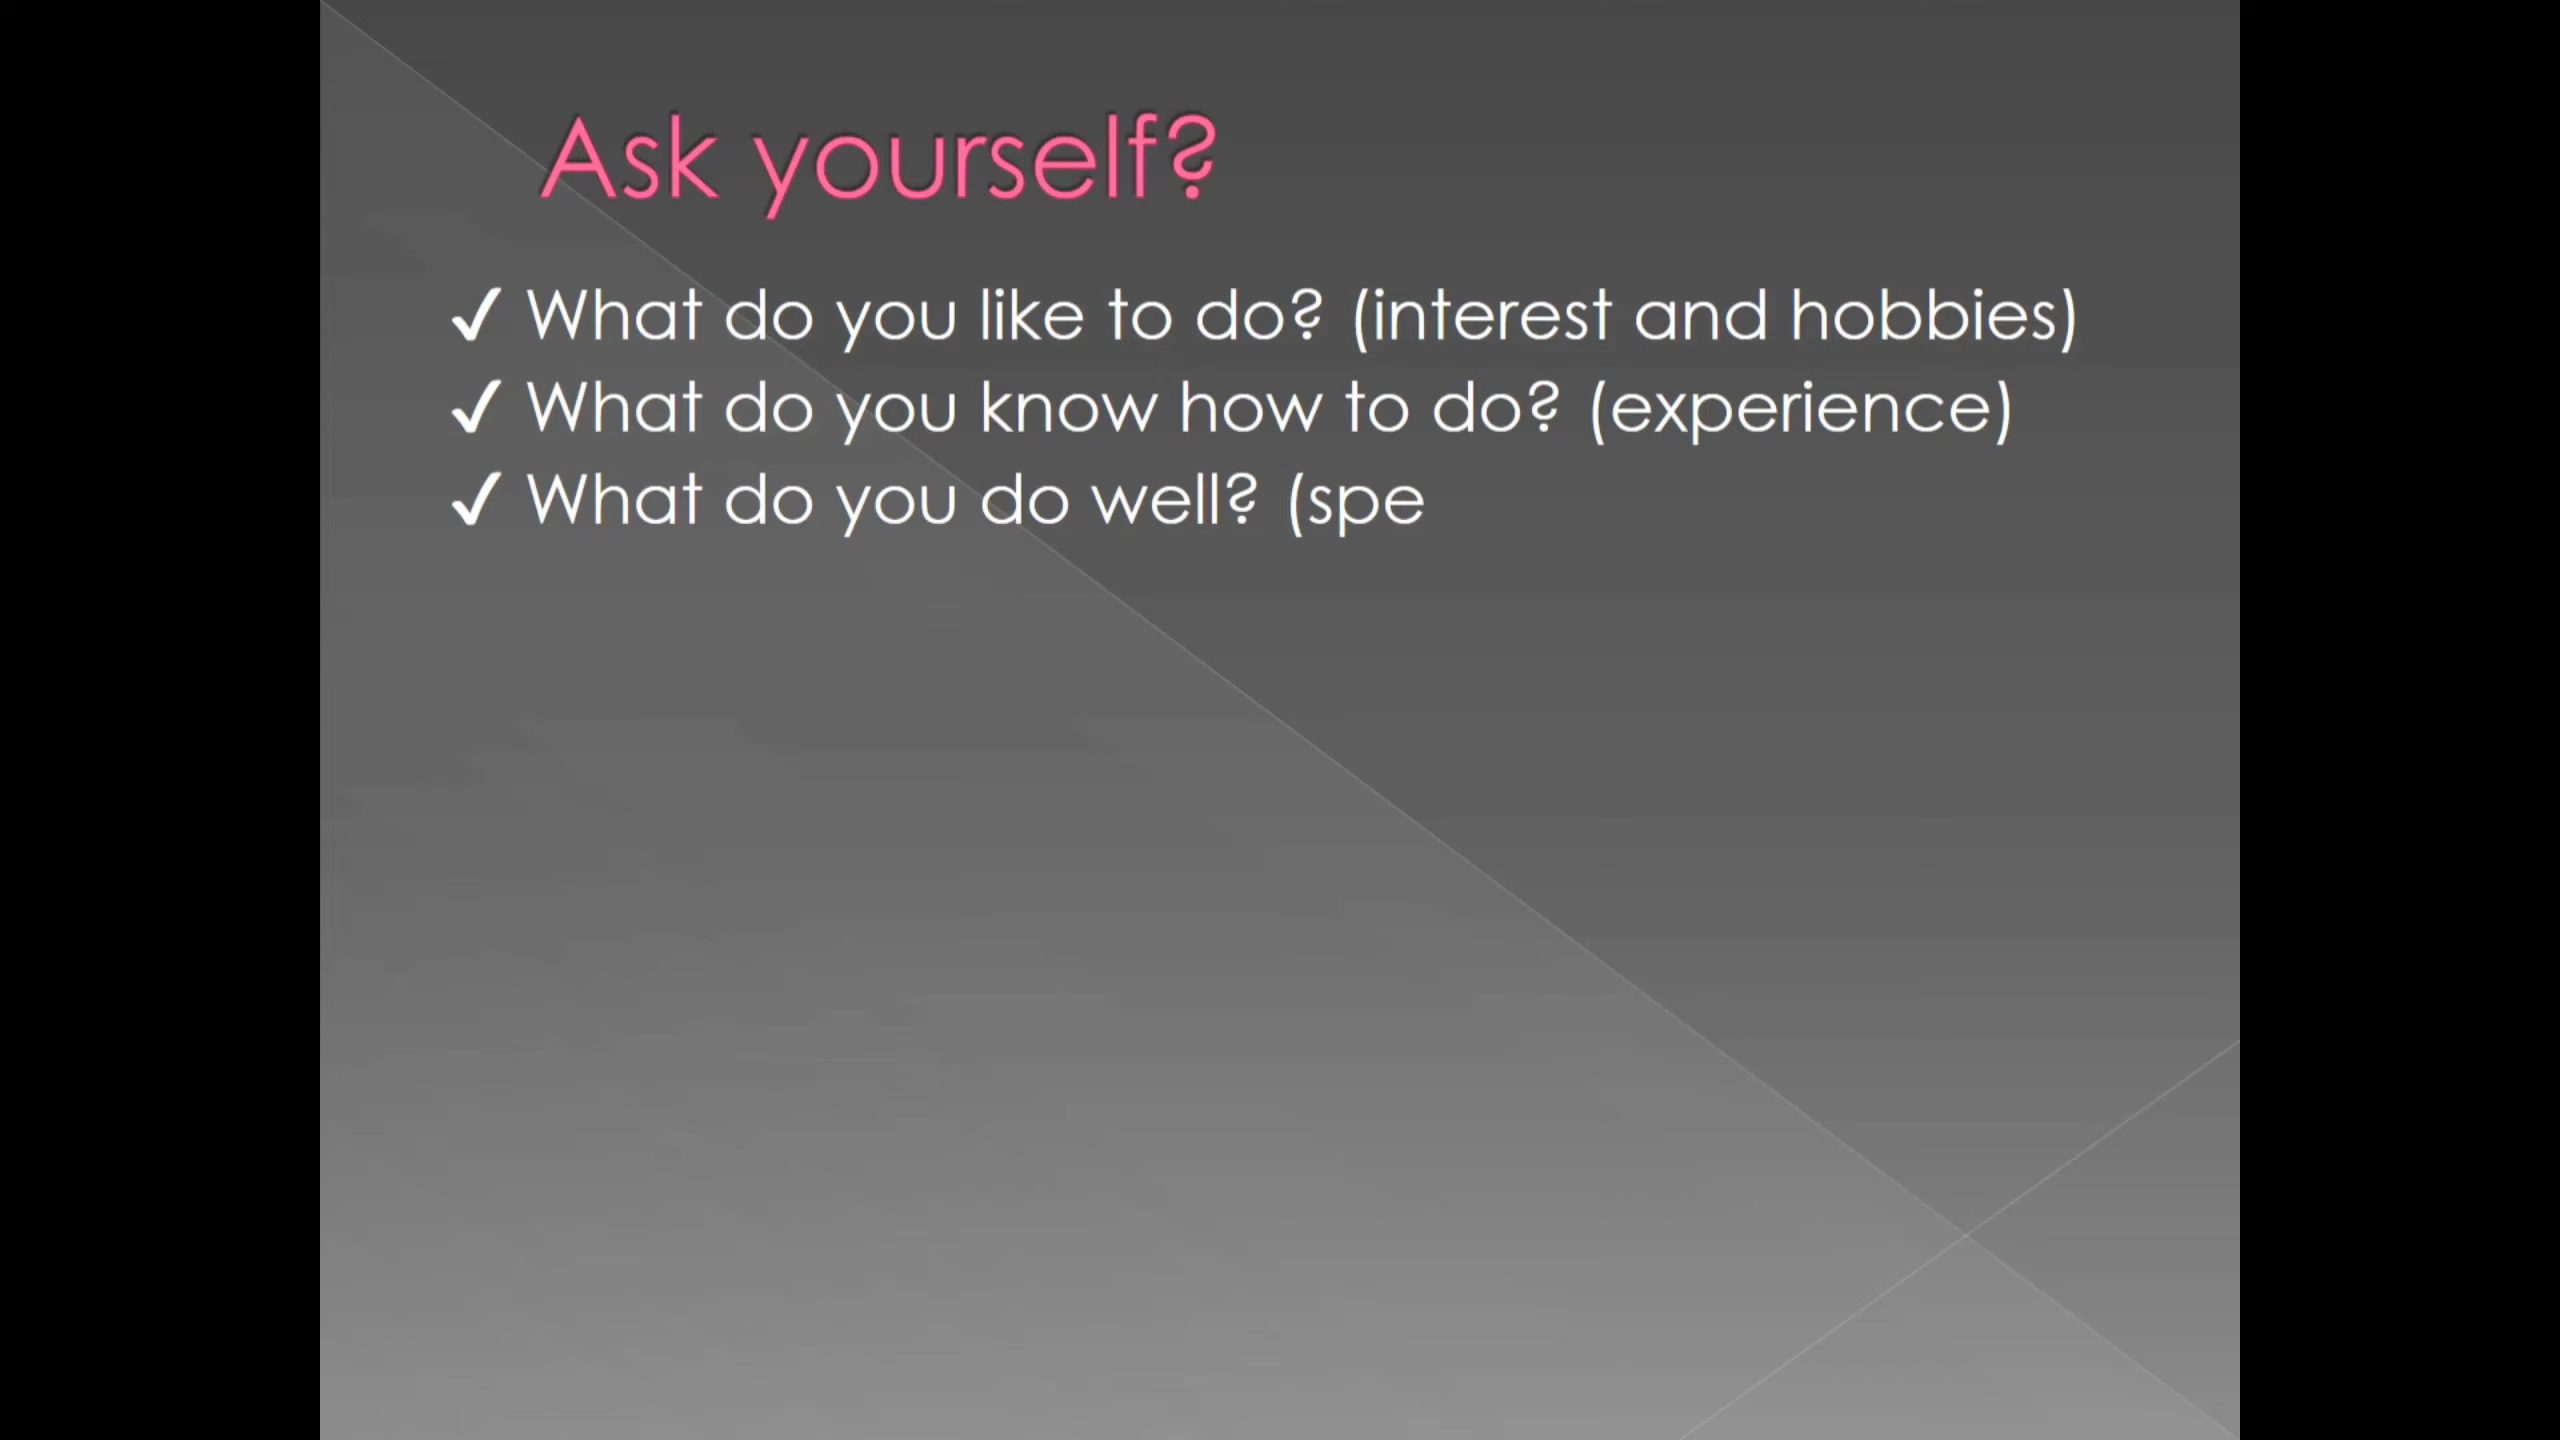 Ask yourself?
✓ What do you like to do? (interest and hobbies)
✓ What do you know how to do? (experience)
✓ What do you do well? (spe